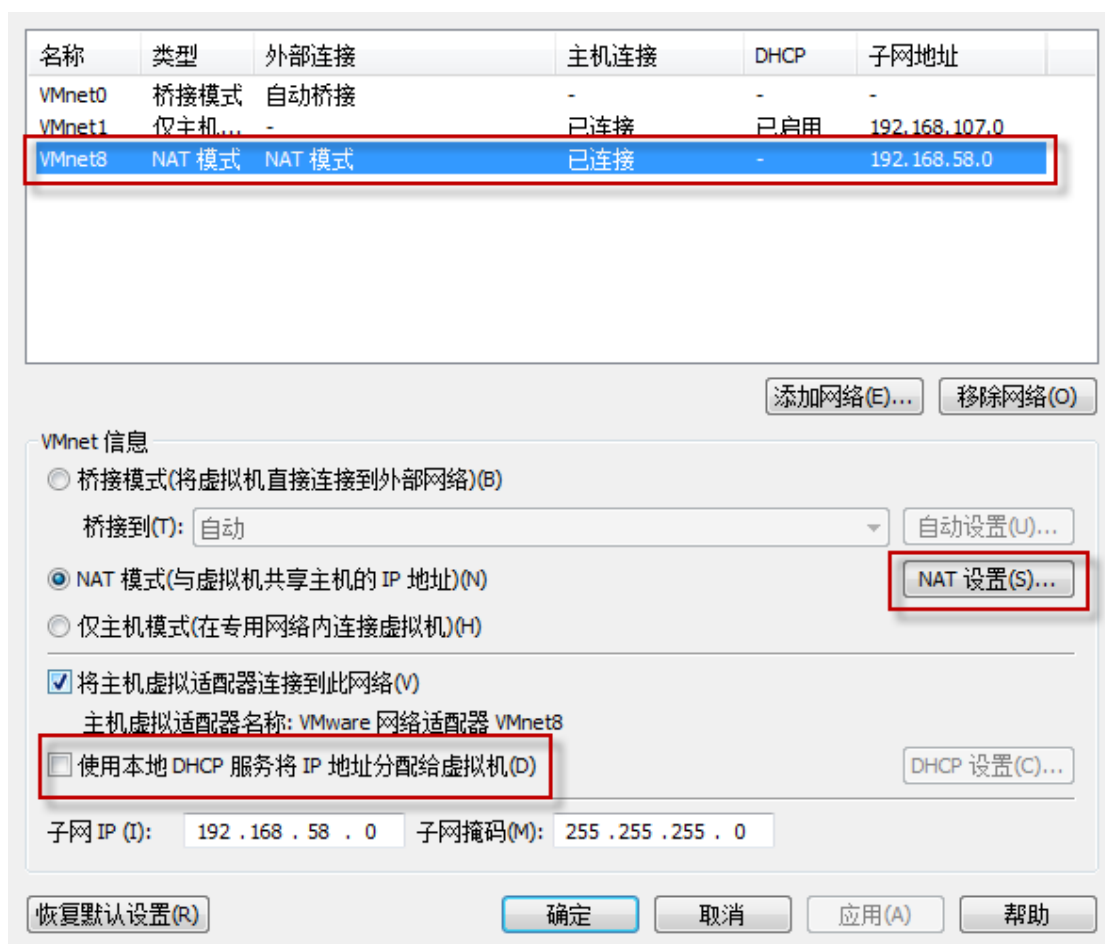 名称 类型 外部连接 主机连接 DHCP 子网地址
VMnet0 桥接模式 自动桥接 - - -
VMnet1 仅主机... - 已连接 已启用 192.168.107.0
VMnet8 NAT 模式 NAT 模式 已连接 - 192.168.58.0
添加网络(E)... 移除网络(O)
VMnet 信息
桥接模式(将虚拟机直接连接到外部网络)(B)
桥接到(T): 自动 自动设置(U)...
NAT 模式(与虚拟机共享主机的 IP 地址)(N) NAT 设置(S)...
仅主机模式(在专用网络内连接虚拟机)(H)
将主机虚拟适配器连接到此网络(V)
主机虚拟适配器名称: VMware 网络适配器 VMnet8
使用本地 DHCP 服务将 IP 地址分配给虚拟机(D) DHCP 设置(C)...
子网 IP (I): 192 . 168 . 58 . 0 子网掩码(M): 255 . 255 . 255 . 0
恢复默认设置(R) 确定 取消 应用(A) 帮助